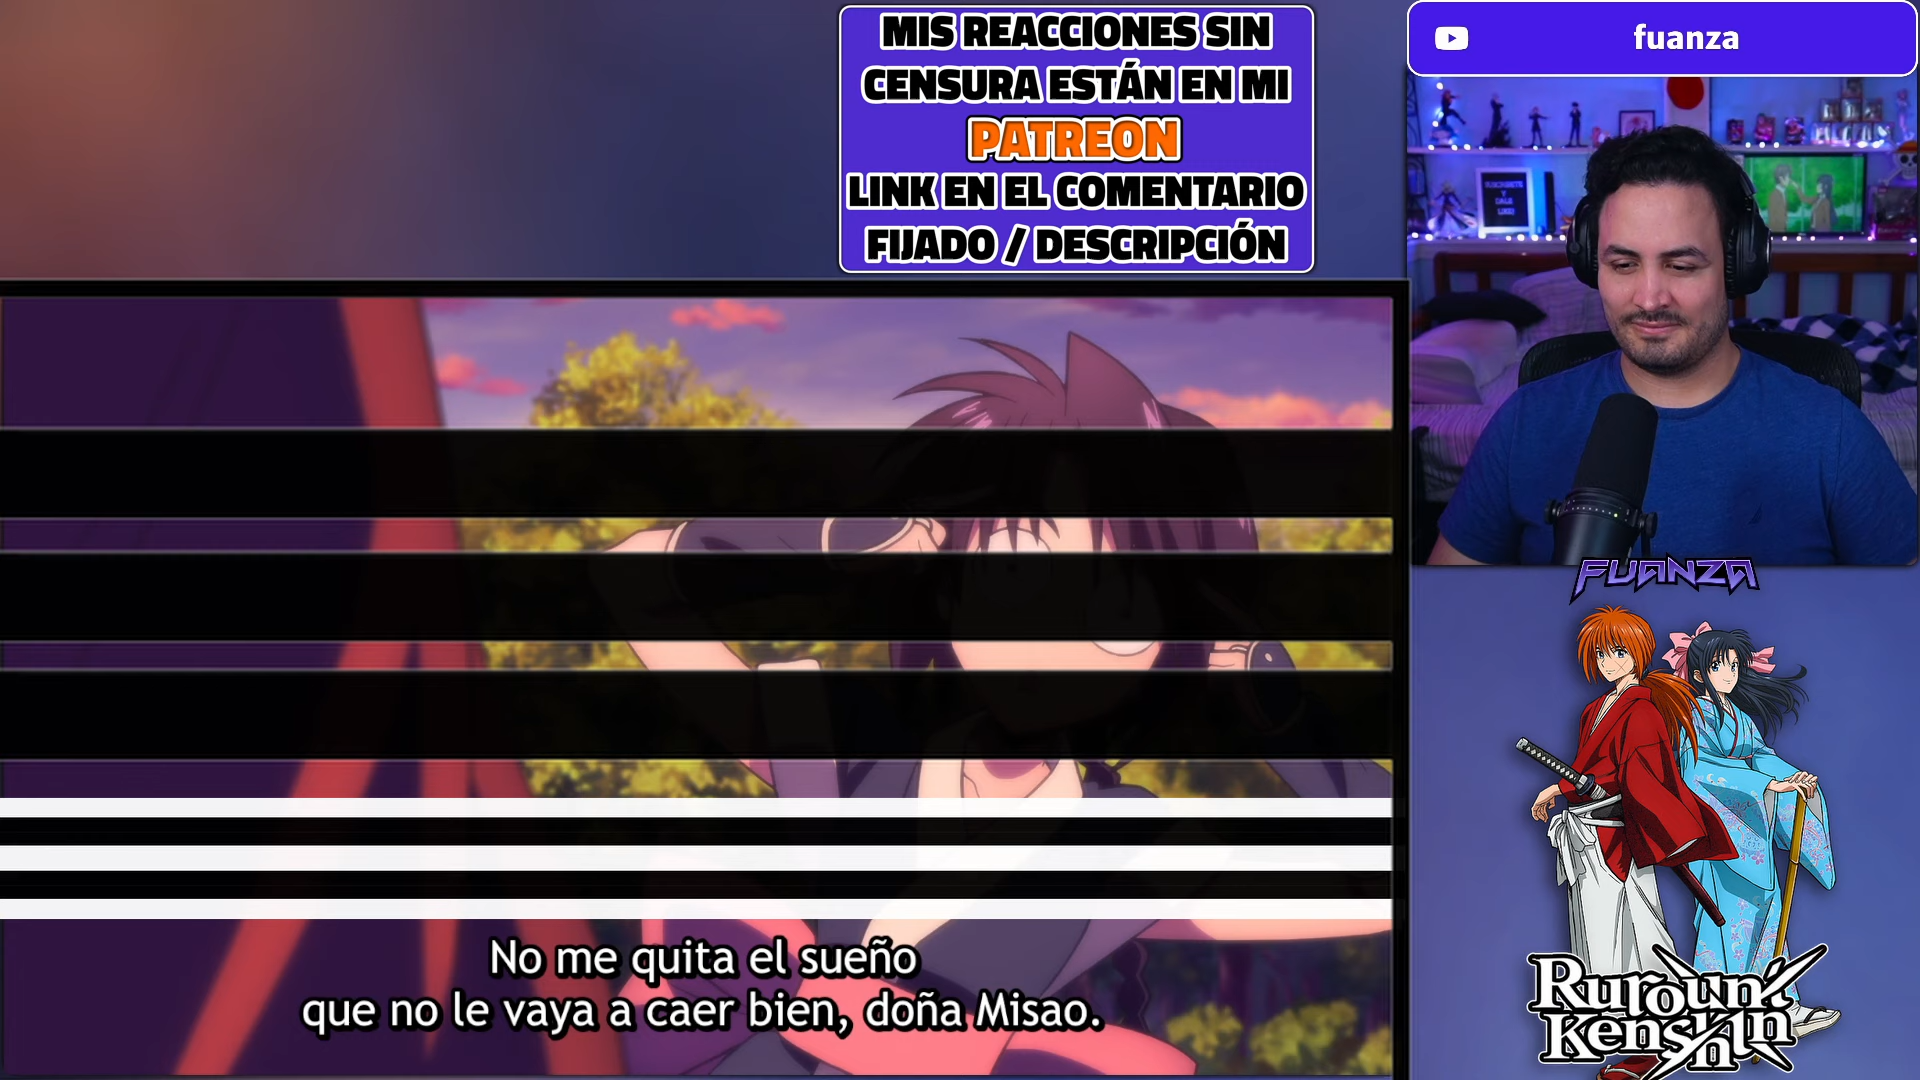 MIS REACCIONES SIN
CENSURA ESTÁN EN MI
PATREON
LINK EN EL COMENTARIO
FIJADO / DESCRIPCIÓN
fuanza
FUANZA
Rurouni
Kenshin
No me quita el sueño
que no le vaya a caer bien, doña Misao.